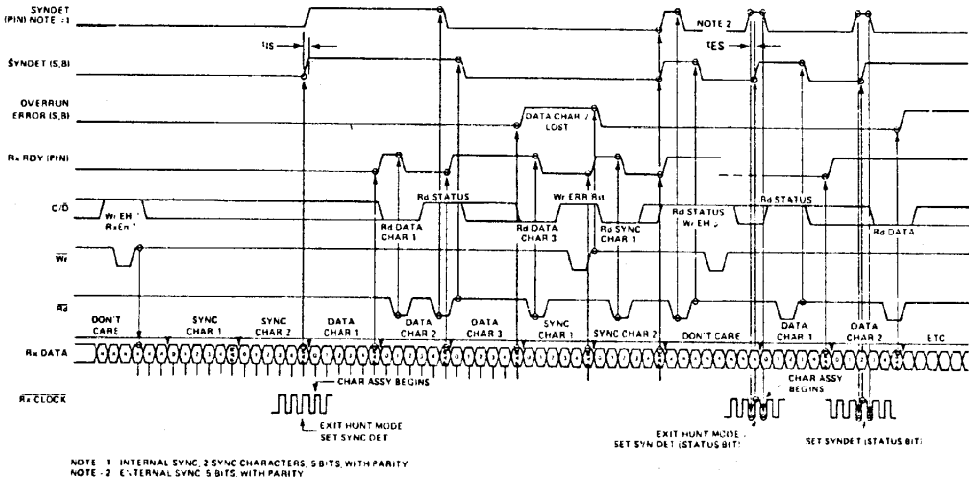 SYNDET
(PIN) NOTE 1
NOTE 2
tIS
tES
SYNDET (S,B)
OVERRUN
ERROR (S,B)
DATA CHAR 2
LOST
Rx RDY (PIN)
Rd STATUS
Wr ERR Rst
Rd STATUS
C/D
Wr EH
RxEn
Rd DATA
CHAR 1
Rd DATA
CHAR 3
Rd SYNC
CHAR 1
Rd STATUS
Wr EH
Rd DATA
Wr
Rd
DON'T
CARE
SYNC
CHAR 1
SYNC
CHAR 2
DATA
CHAR 1
DATA
CHAR 2
DATA
CHAR 3
SYNC
CHAR 1
SYNC CHAR 2
DON'T CARE
DATA
CHAR 1
DATA
CHAR 2
ETC
Rx DATA
CHAR ASSY BEGINS
CHAR ASSY
BEGINS
Rx CLOCK
EXIT HUNT MODE
SET SYNC DET
EXIT HUNT MODE
SET SYN DET (STATUS BIT)
SET SYNDET (STATUS BIT)
NOTE 1 INTERNAL SYNC, 2 SYNC CHARACTERS, 5 BITS, WITH PARITY
NOTE 2 EXTERNAL SYNC 5 BITS, WITH PARITY